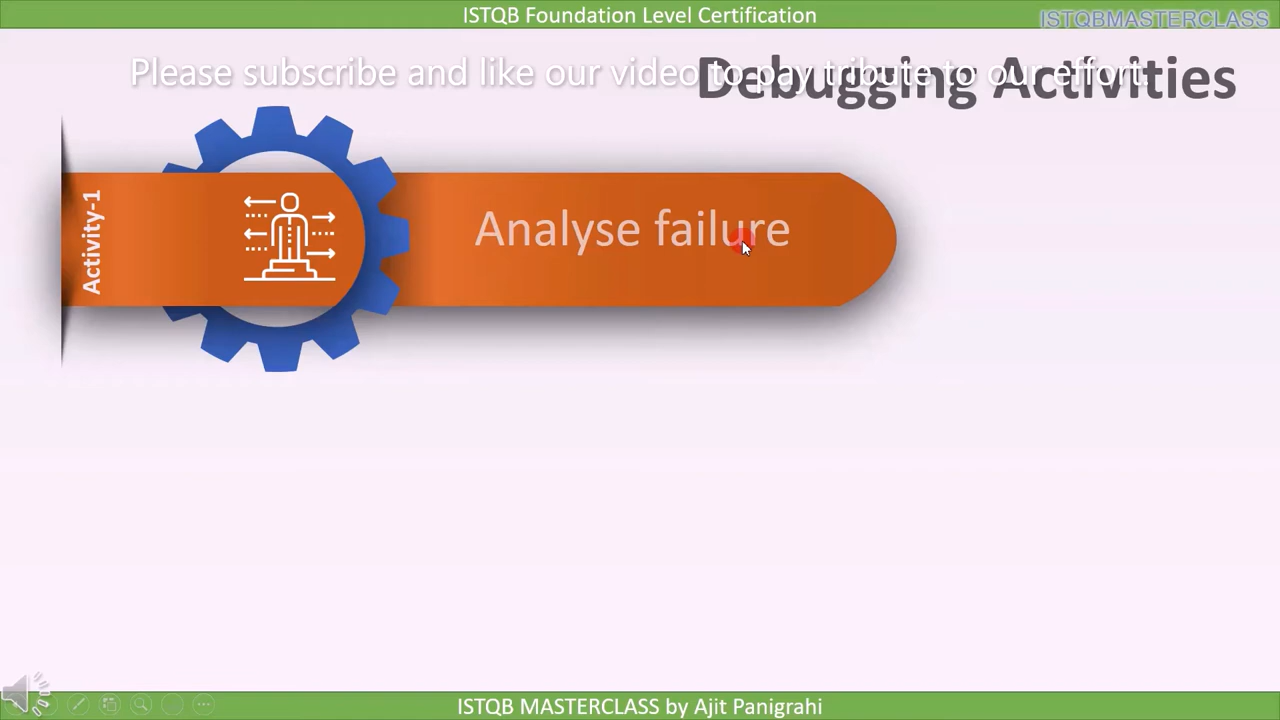 ISTQB Foundation Level Certification
ISTQBMASTERCLASS
Please subscribe and like our video to pay tribute to our effort.
Debugging Activities
Activity-1
Analyse failure
ISTQB MASTERCLASS by Ajit Panigrahi